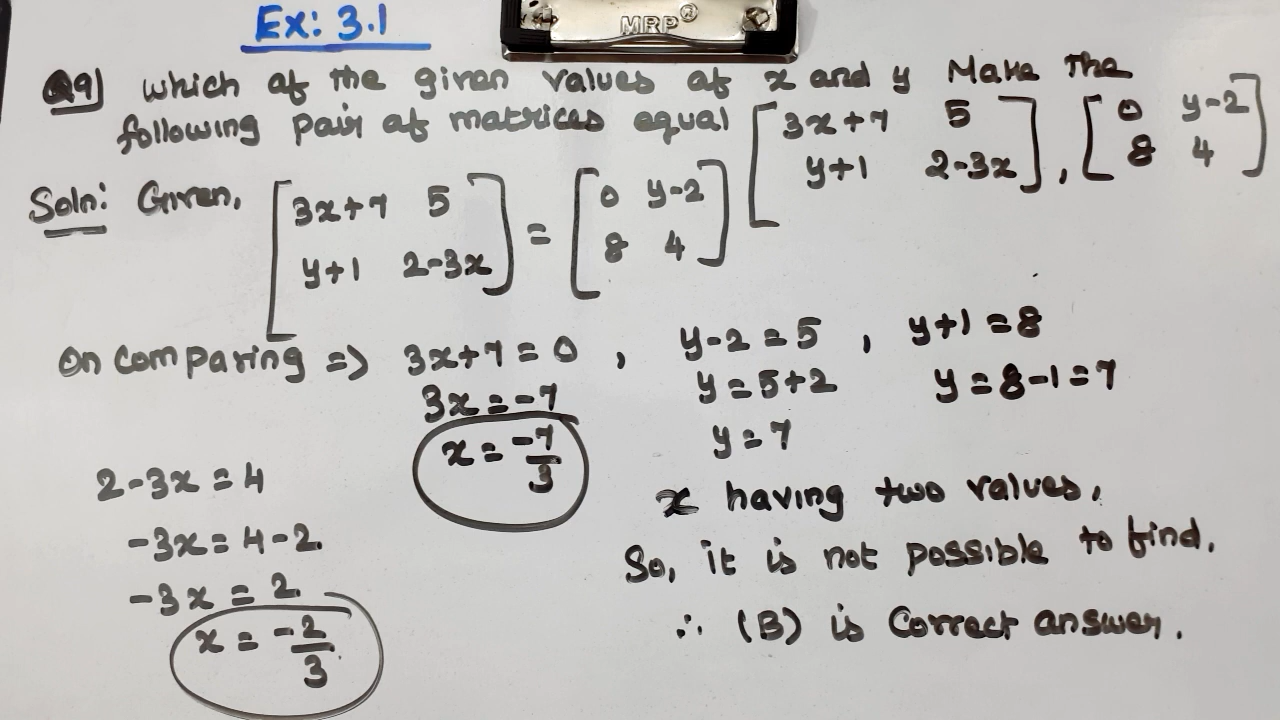 Ex: 3.1
MRP®
Q9) which of the given values of x and y Make The
following pair of matrices equal [3x+7 5
y+1 2-3x], [0 y-2
8 4]
Soln: Given, [3x+7 5
y+1 2-3x] = [0 y-2
8 4]
On comparing => 3x+7=0, y-2=5, y+1=8
3x=-7 y=5+2 y=8-1=7
x=-7/3 y=7
2-3x=4
-3x=4-2.
-3x=2.
x=-2/3.
x having two values.
So, it is not possible to find.
∴ (B) is Correct answer.